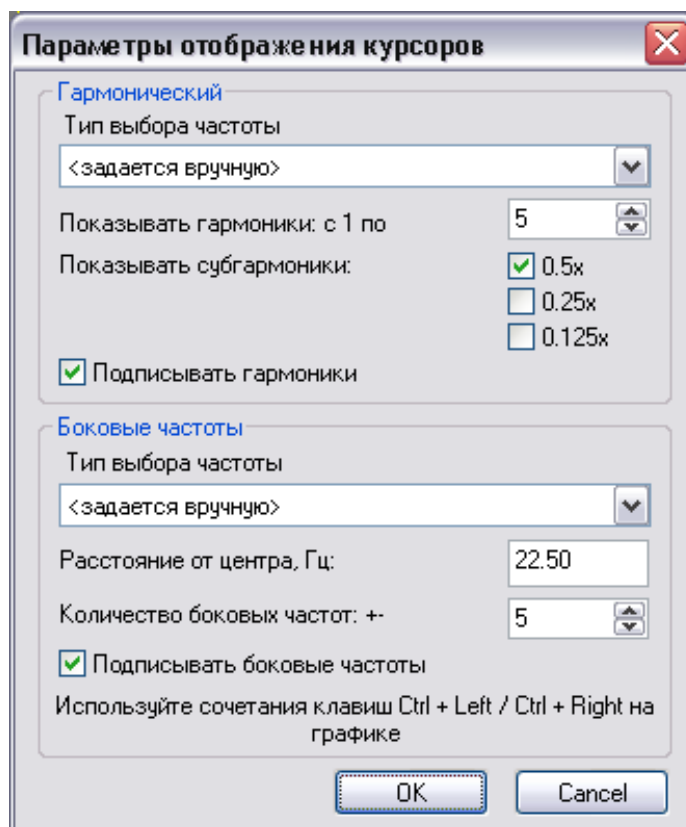 Параметры отображения курсоров
Гармонический
Тип выбора частоты
<задается вручную>
Показывать гармоники: с 1 по 5
Показывать субгармоники: 0.5x
0.25x
0.125x
Подписывать гармоники
Боковые частоты
Тип выбора частоты
<задается вручную>
Расстояние от центра, Гц: 22.50
Количество боковых частот: +- 5
Подписывать боковые частоты
Используйте сочетания клавиш Ctrl + Left / Ctrl + Right на
графике
OK Cancel